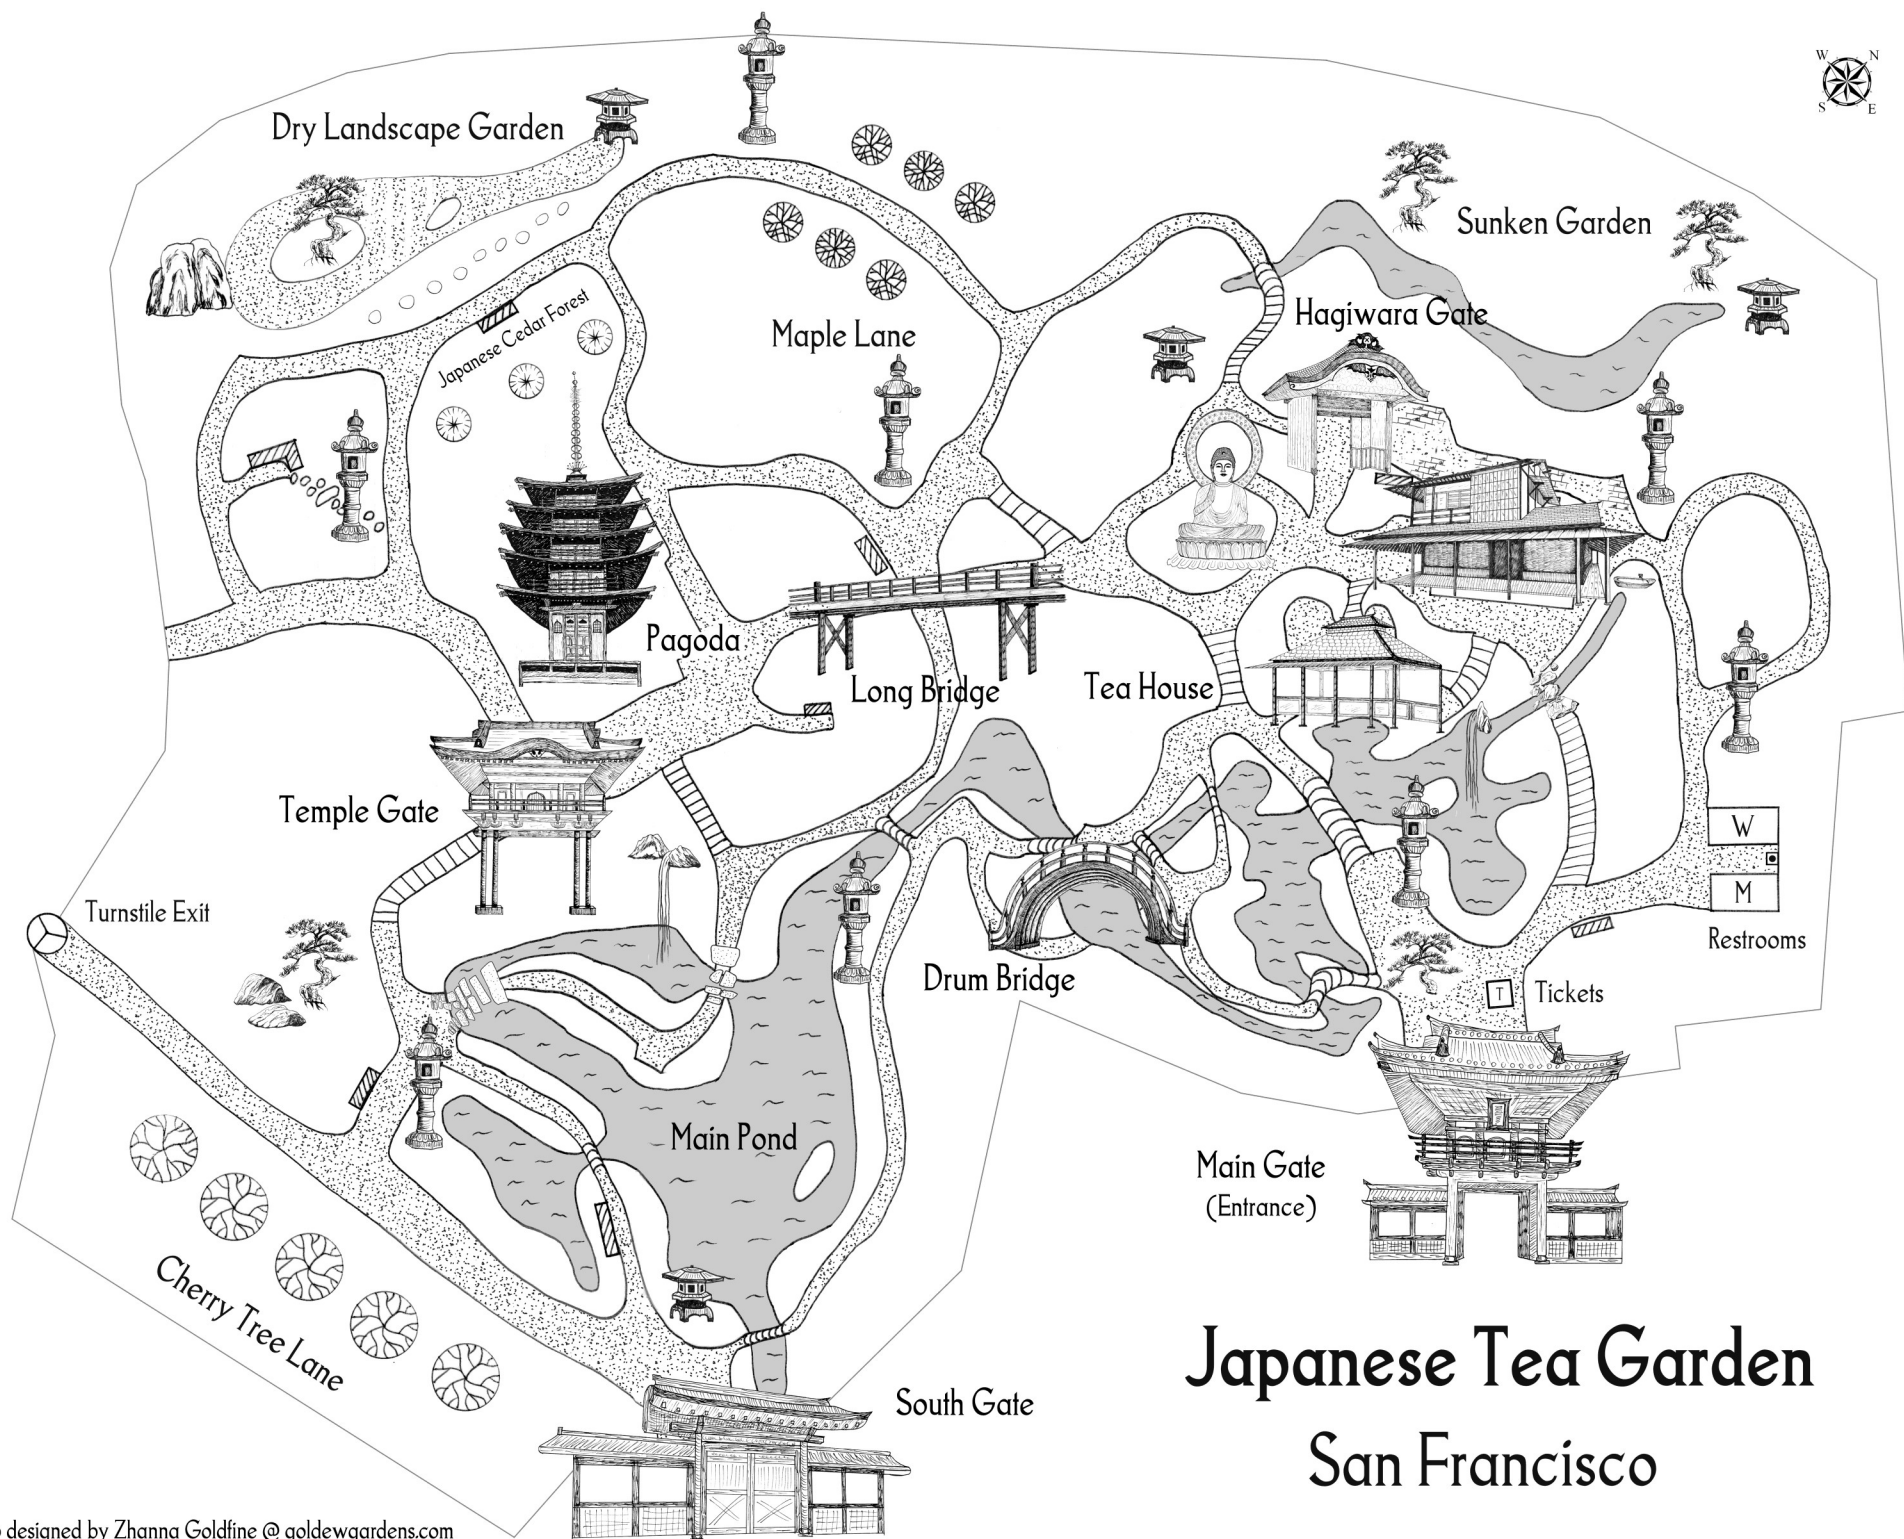 W N
S E
Dry Landscape Garden
Sunken Garden
Hagiwara Gate
Japanese Cedar Forest
Maple Lane
Pagoda
Long Bridge
Tea House
Temple Gate
W
M
Turnstile Exit
Restrooms
Drum Bridge
T
Tickets
Main Pond
Main Gate
(Entrance)
Cherry Tree Lane
South Gate
Japanese Tea Garden
San Francisco
designed by Zhanna Goldfine @ goldewgardens.com